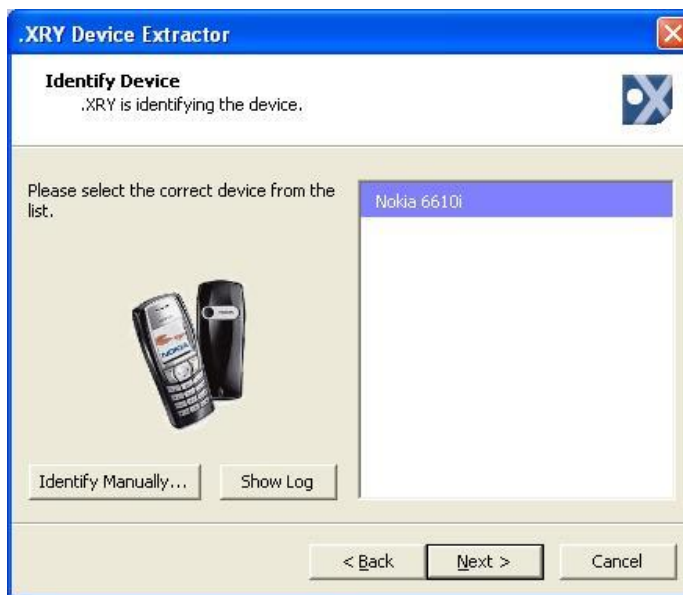 .XRY Device Extractor
Identify Device
.XRY is identifying the device.
Please select the correct device from the
list.
Nokia 6610i
NOKIA
Identify Manually...
Show Log
< Back
Next >
Cancel